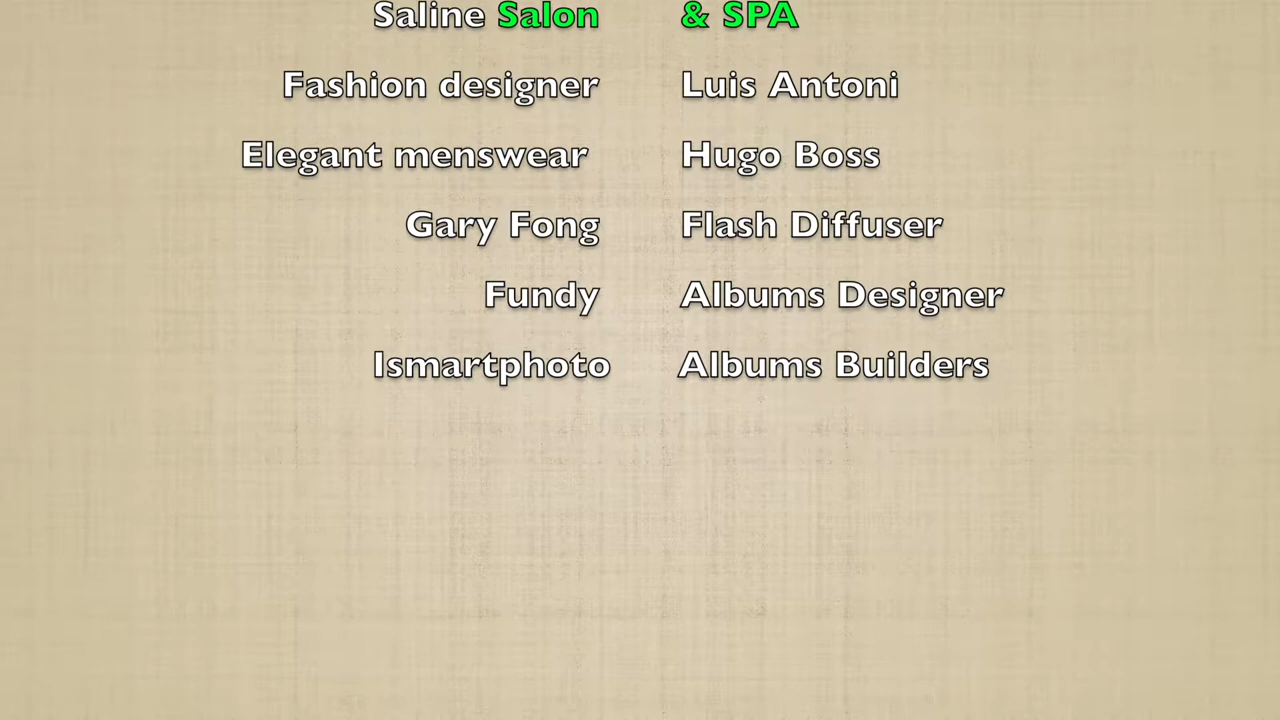 Saline Salon & SPA
Fashion designer Luis Antoni
Elegant menswear Hugo Boss
Gary Fong Flash Diffuser
Fundy Albums Designer
Ismartphoto Albums Builders